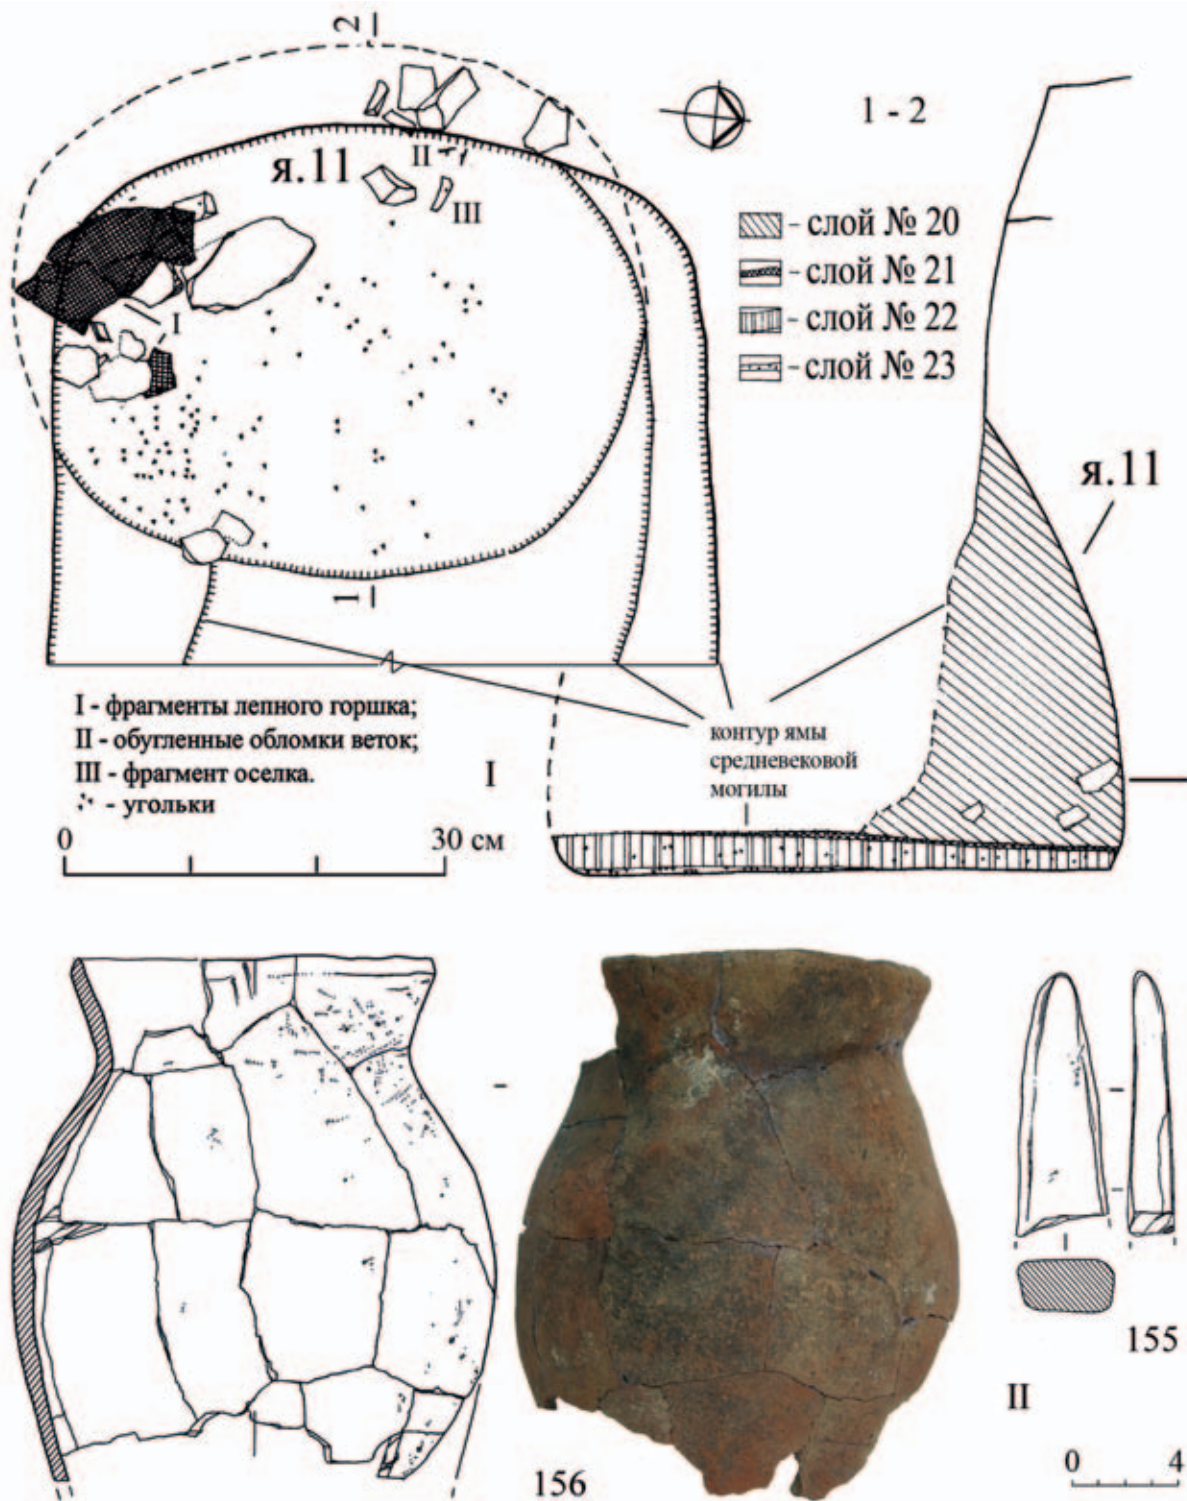 2
1 - 2
II
я.11
III
слой № 20
слой № 21
слой № 22
слой № 23
I
я.11
1
I - фрагменты лепного горшка;
II - обугленные обломки веток;
III - фрагмент оселка.
- угольки
I
контур ямы
средневековой
могилы
0 30 см
155
II
156
0 4